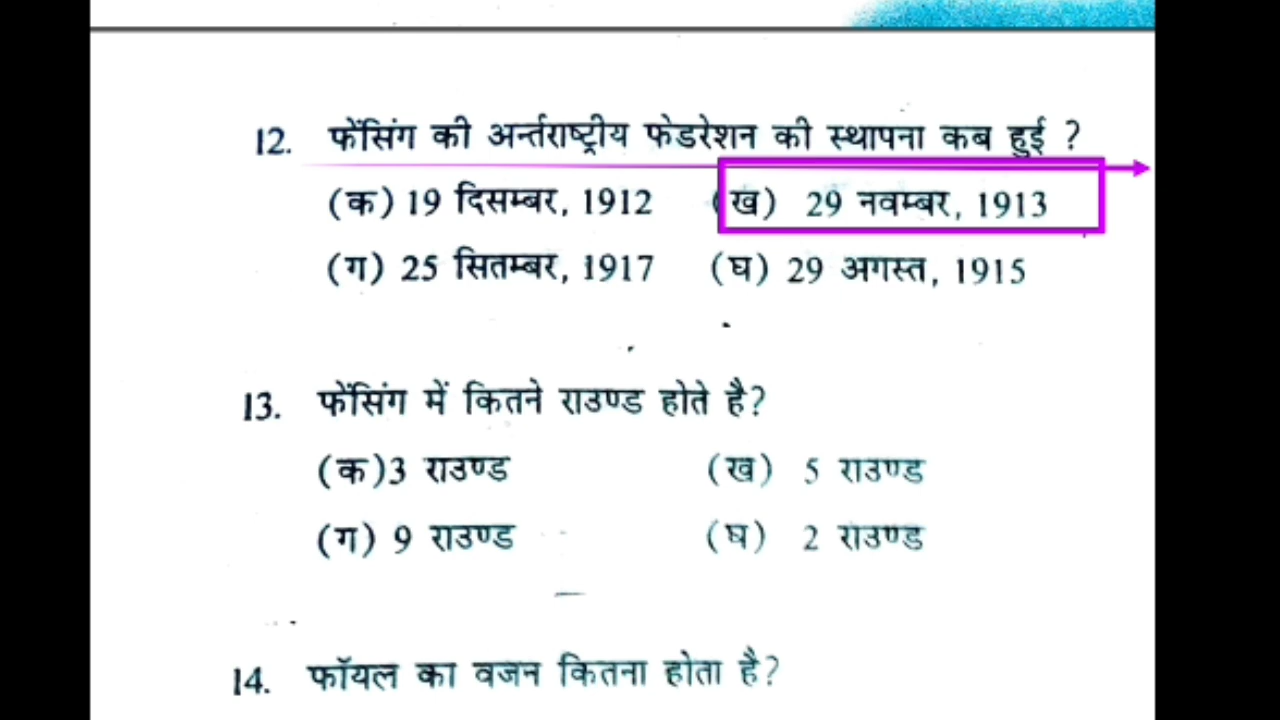 12. फेंसिंग की अर्न्तराष्ट्रीय फेडरेशन की स्थापना कब हुई ?
(क) 19 दिसम्बर, 1912 (ख) 29 नवम्बर, 1913
(ग) 25 सितम्बर, 1917 (घ) 29 अगस्त, 1915
13. फेंसिंग में कितने राउण्ड होते है?
(क)3 राउण्ड (ख) 5 राउण्ड
(ग) 9 राउण्ड (घ) 2 राउण्ड
14. फॉयल का वजन कितना होता है?